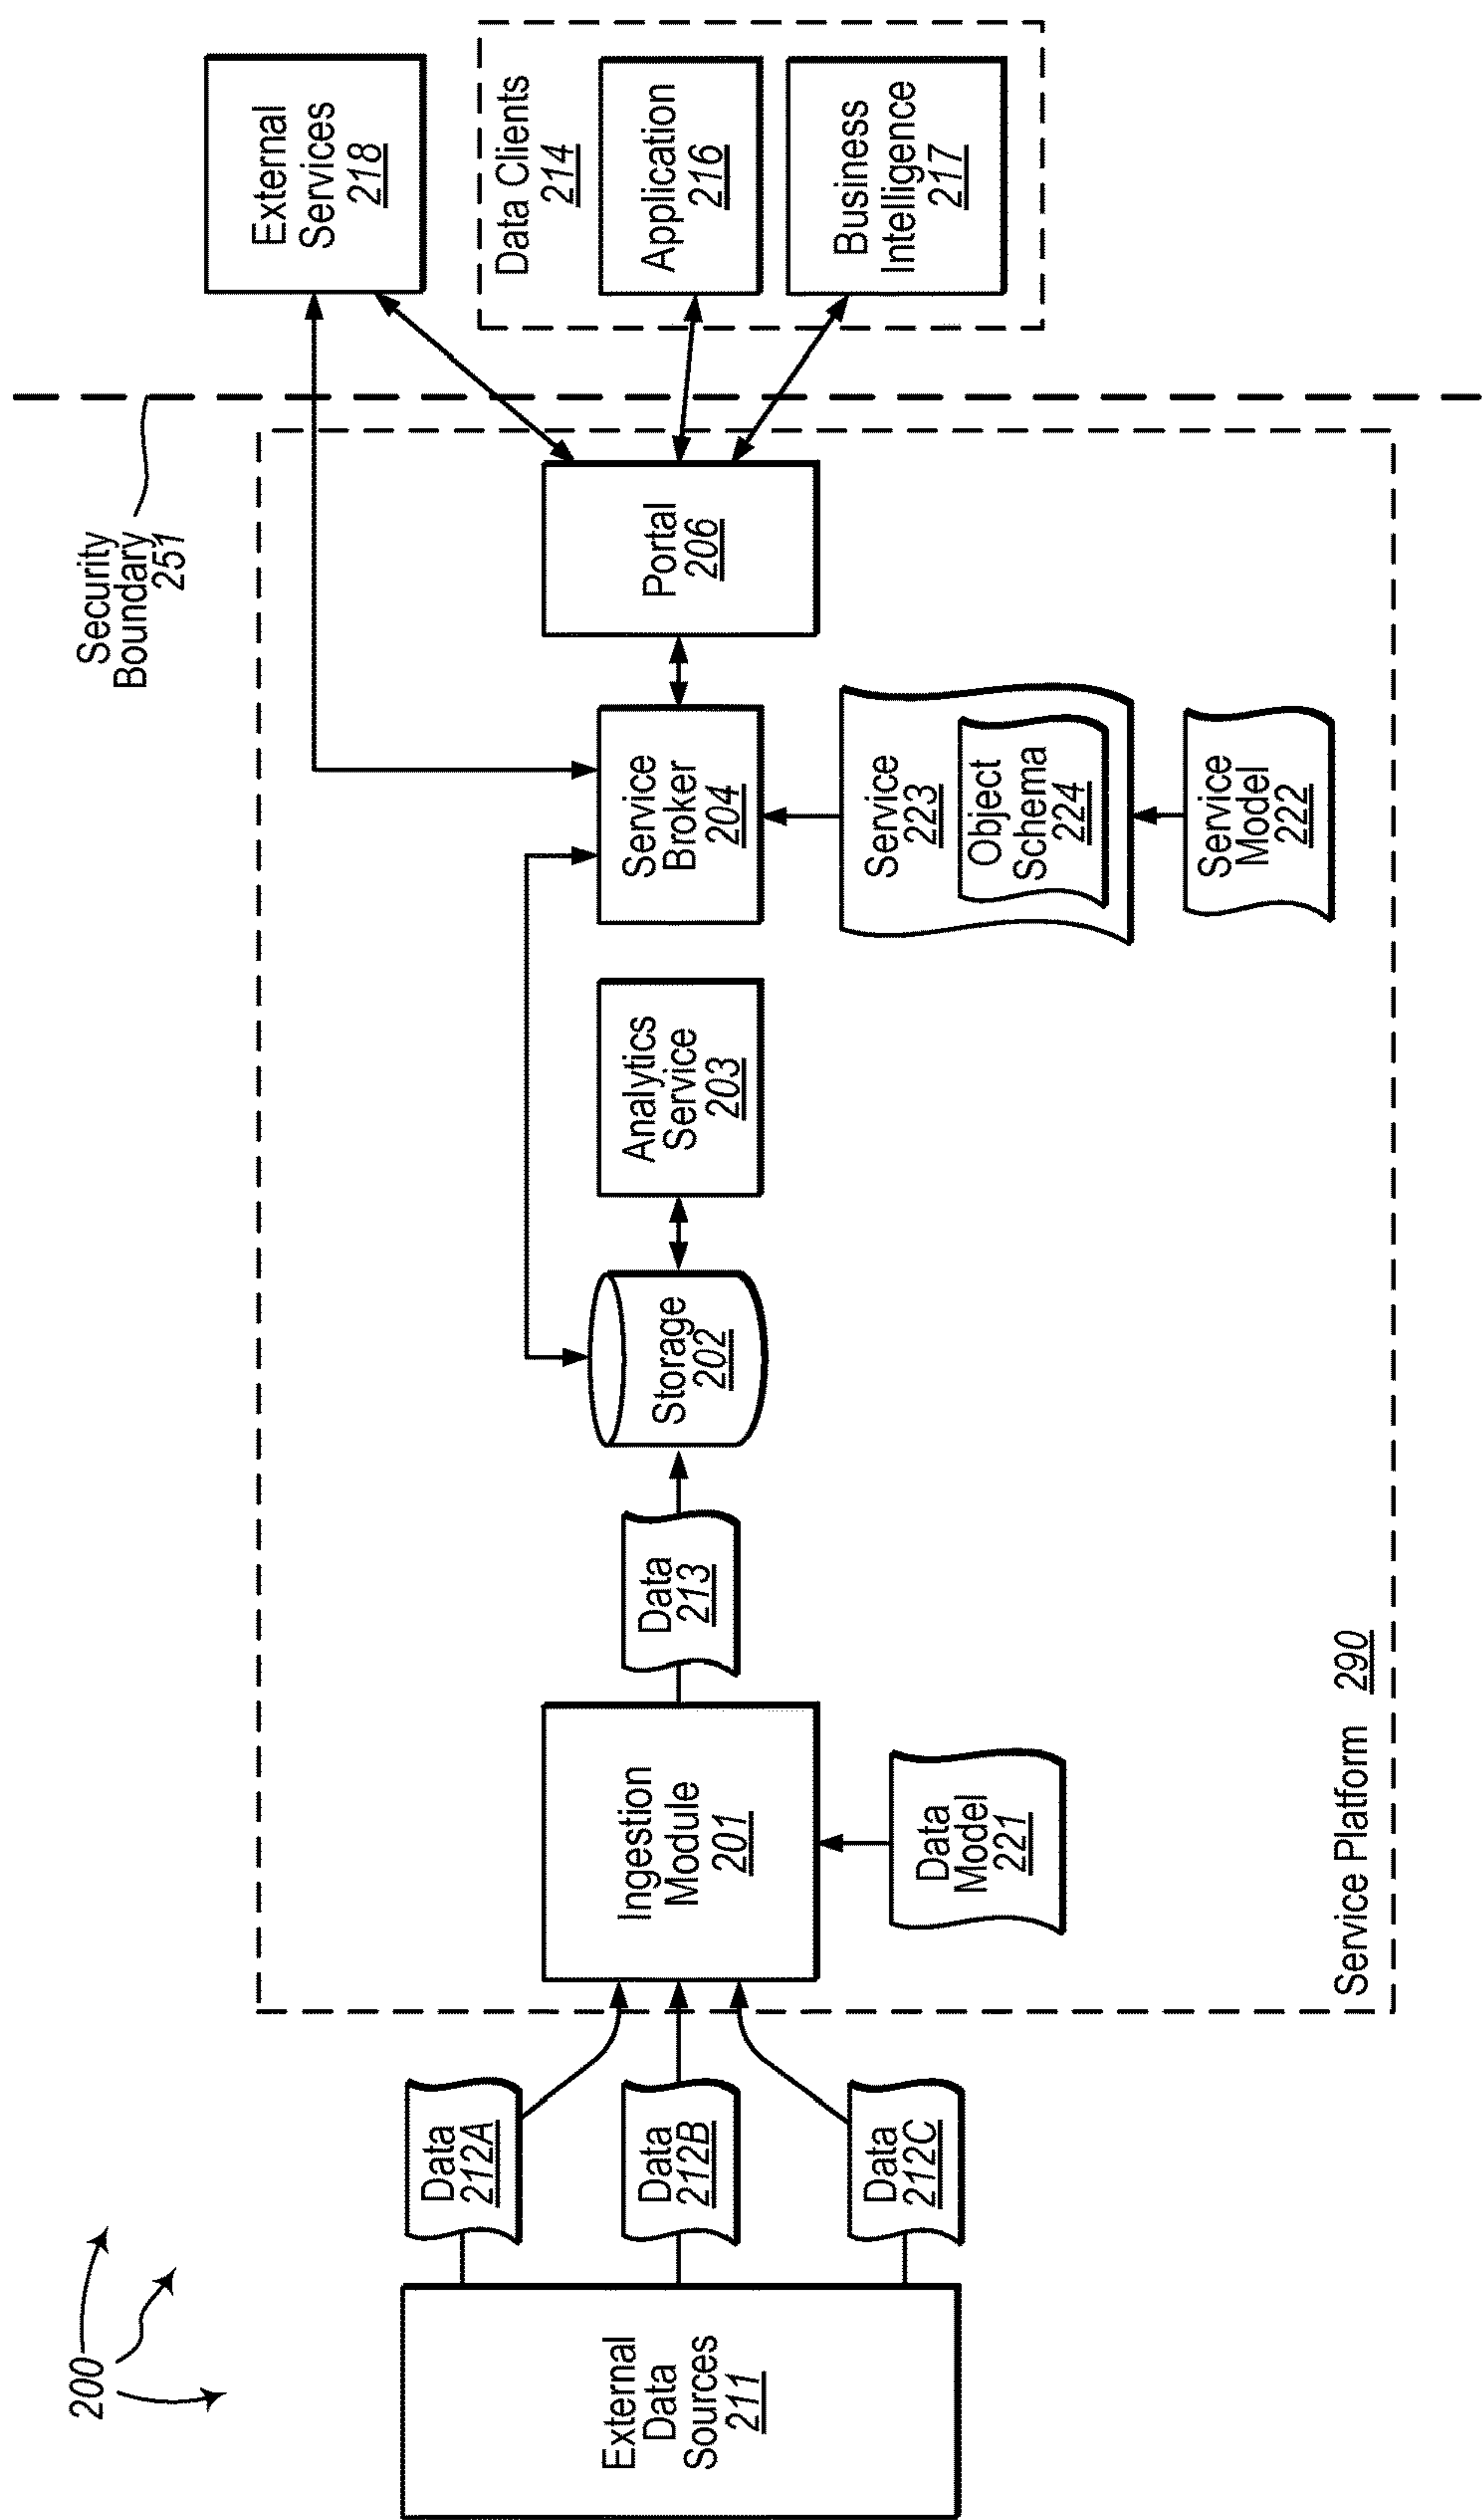 200
External
Data
Sources
211
Data
212A
Data
212B
Data
212C
Ingestion
Module
201
Data
Model
221
Data
213
Storage
202
Analytics
Service
203
Service
Broker
204
Service
223
Object
Schema
224
Service
Model
222
Portal
206
Service Platform 290
Security
Boundary
251
External
Services
218
Data Clients
214
Application
216
Business
Intelligence
217